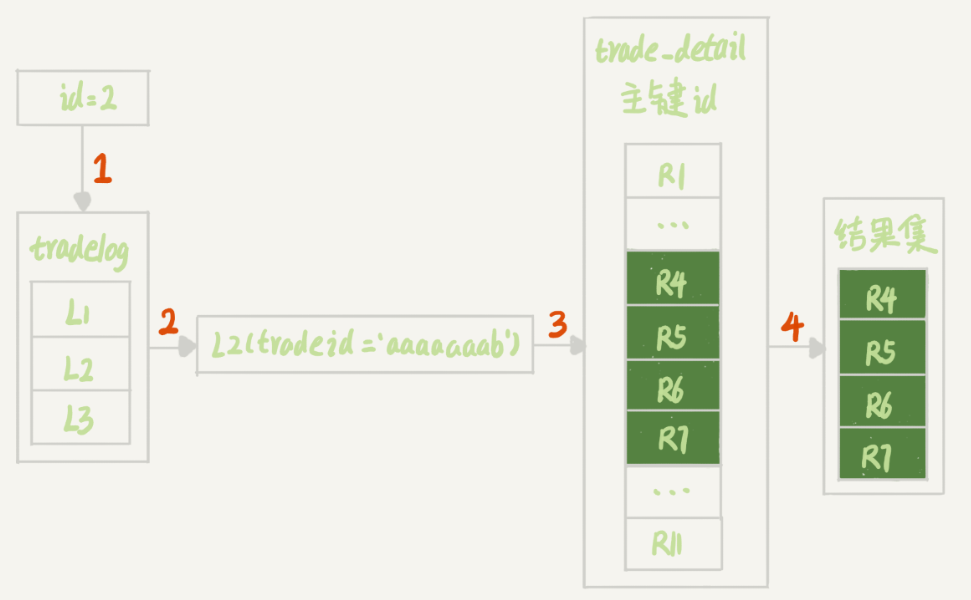 id=2
1
tradelog
L1
L2
L3
2
L2(tradeid='aaaaaaab')
3
trade_detail
主键id
R1
...
R4
R5
R6
R7
...
R11
4
结果集
R4
R5
R6
R7